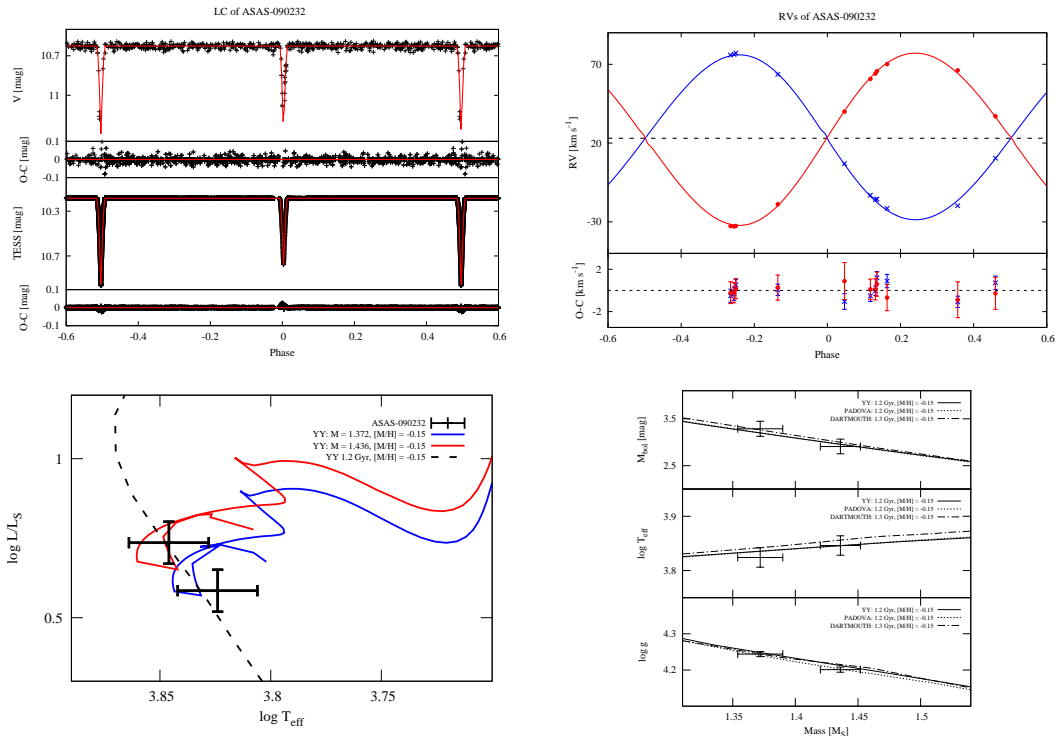 LC of ASAS-090232
V [mag]
10.7
11
O-C [mag]
0.1
0
-0.1
TESS [mag]
10.3
10.7
O-C [mag]
0.1
0
-0.1
-0.6 -0.4 -0.2 0 0.2 0.4 0.6
Phase
RVs of ASAS-090232
RV [km s⁻¹]
70
20
-30
O-C [km s⁻¹]
2
0
-2
-0.6 -0.4 -0.2 0 0.2 0.4 0.6
Phase
ASAS-090232
YY: M = 1.372, [M/H] = -0.15
YY: M = 1.436, [M/H] = -0.15
YY 1.2 Gyr, [M/H] = -0.15
log L/L_S
1
0.5
3.85 3.8 3.75
log T_eff
YY: 1.2 Gyr, [M/H] = -0.15
PADOVA: 1.2 Gyr, [M/H] = -0.15
DARTMOUTH: 1.3 Gyr, [M/H] = -0.15
M_bol [mag]
3.5
2.5
YY: 1.2 Gyr, [M/H] = -0.15
PADOVA: 1.2 Gyr, [M/H] = -0.15
DARTMOUTH: 1.3 Gyr, [M/H] = -0.15
log T_eff
3.9
3.8
YY: 1.2 Gyr, [M/H] = -0.15
PADOVA: 1.2 Gyr, [M/H] = -0.15
DARTMOUTH: 1.3 Gyr, [M/H] = -0.15
log g
4.3
4.2
1.35 1.4 1.45 1.5
Mass [M_S]